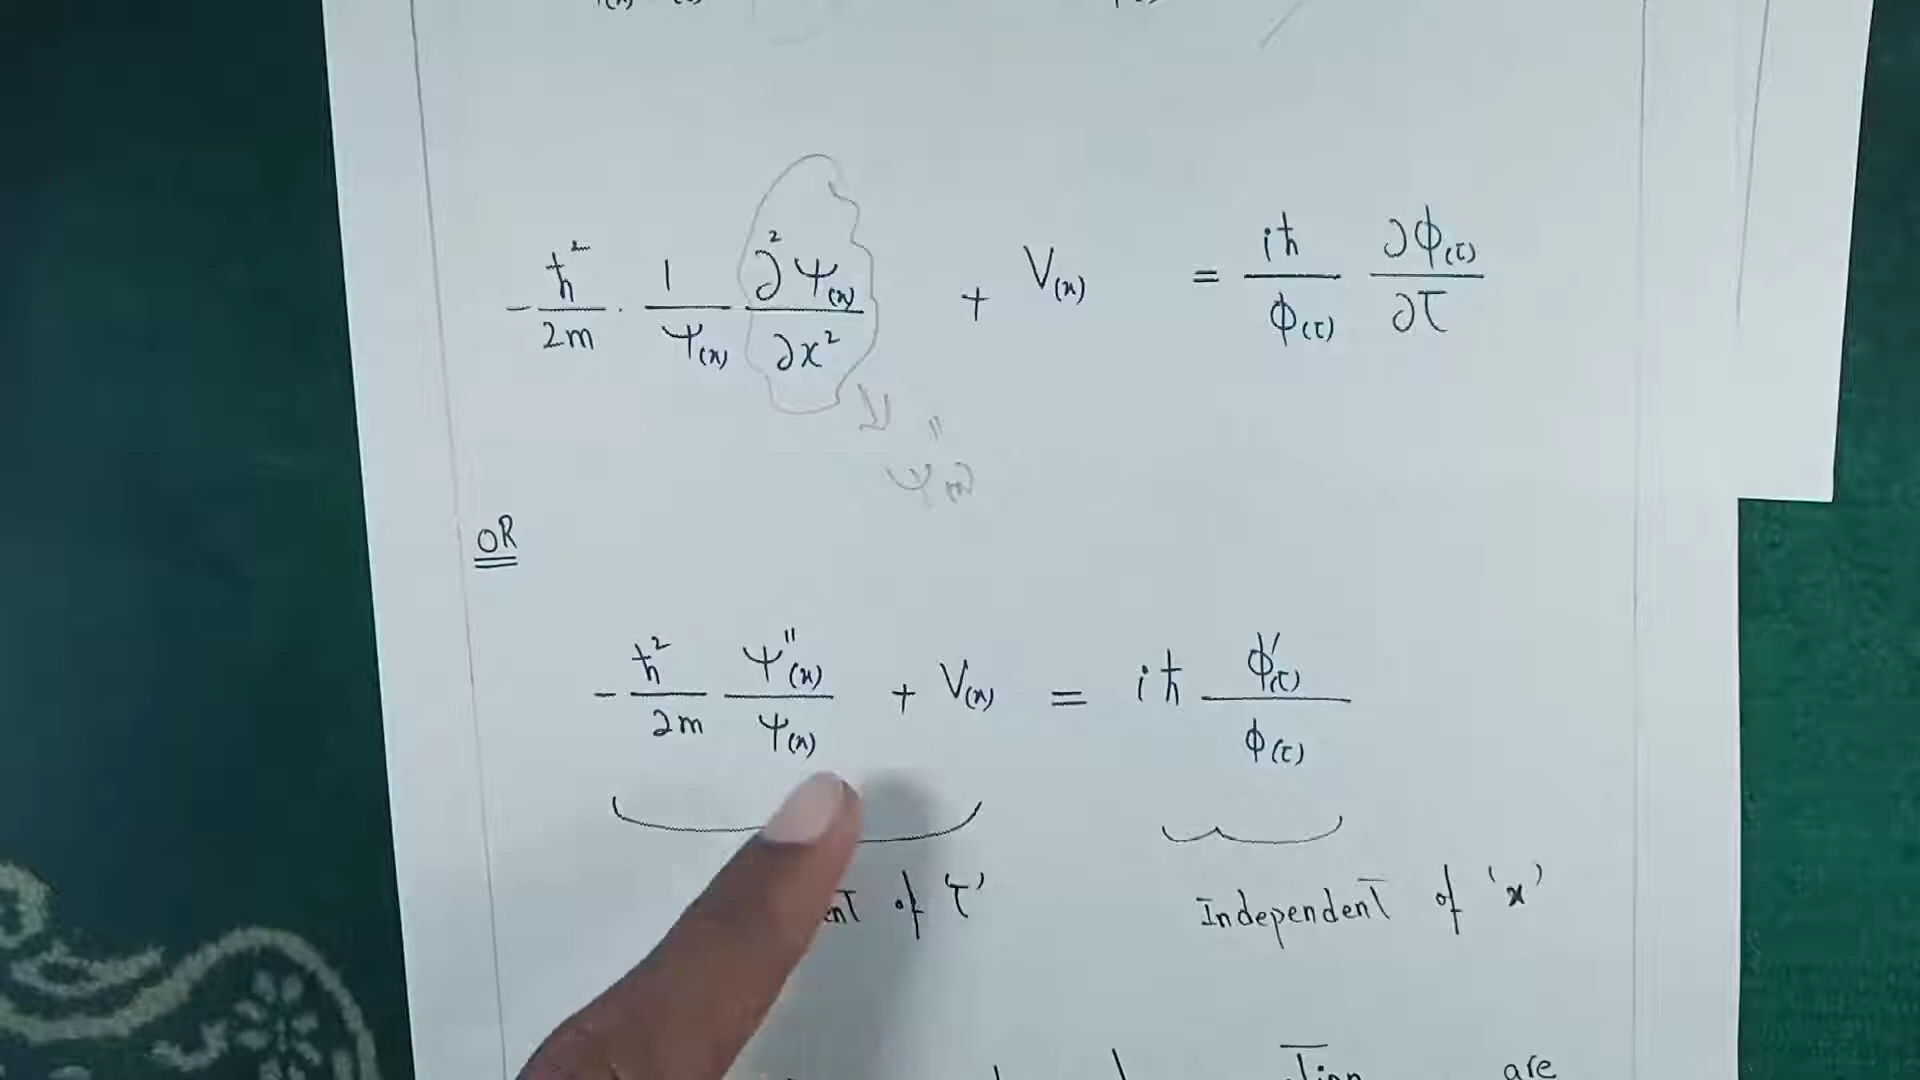 -ħ²/2m · 1/Ψ(x) ∂²Ψ(x)/∂x² + V(x) = iħ/ϕ(t) ∂ϕ(t)/∂t
Ψ''(x)
OR
-ħ²/2m Ψ''(x)/Ψ(x) + V(x) = iħ ϕ'(t)/ϕ(t)
of 't' Independent of 'x'
are